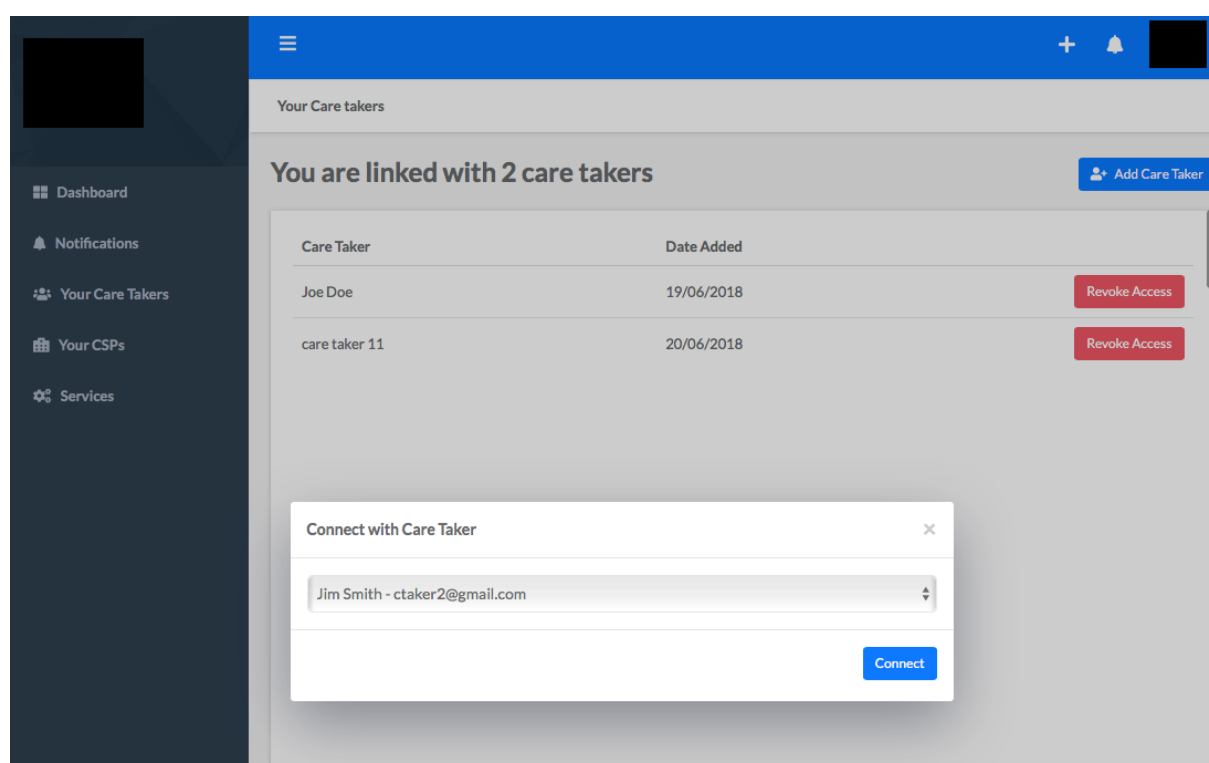 Your Care takers
Dashboard
Notifications
Your Care Takers
Your CSPs
Services
You are linked with 2 care takers
Add Care Taker
Care Taker Date Added
Joe Doe 19/06/2018 Revoke Access
care taker 11 20/06/2018 Revoke Access
Connect with Care Taker ×
Jim Smith - ctaker2@gmail.com
Connect